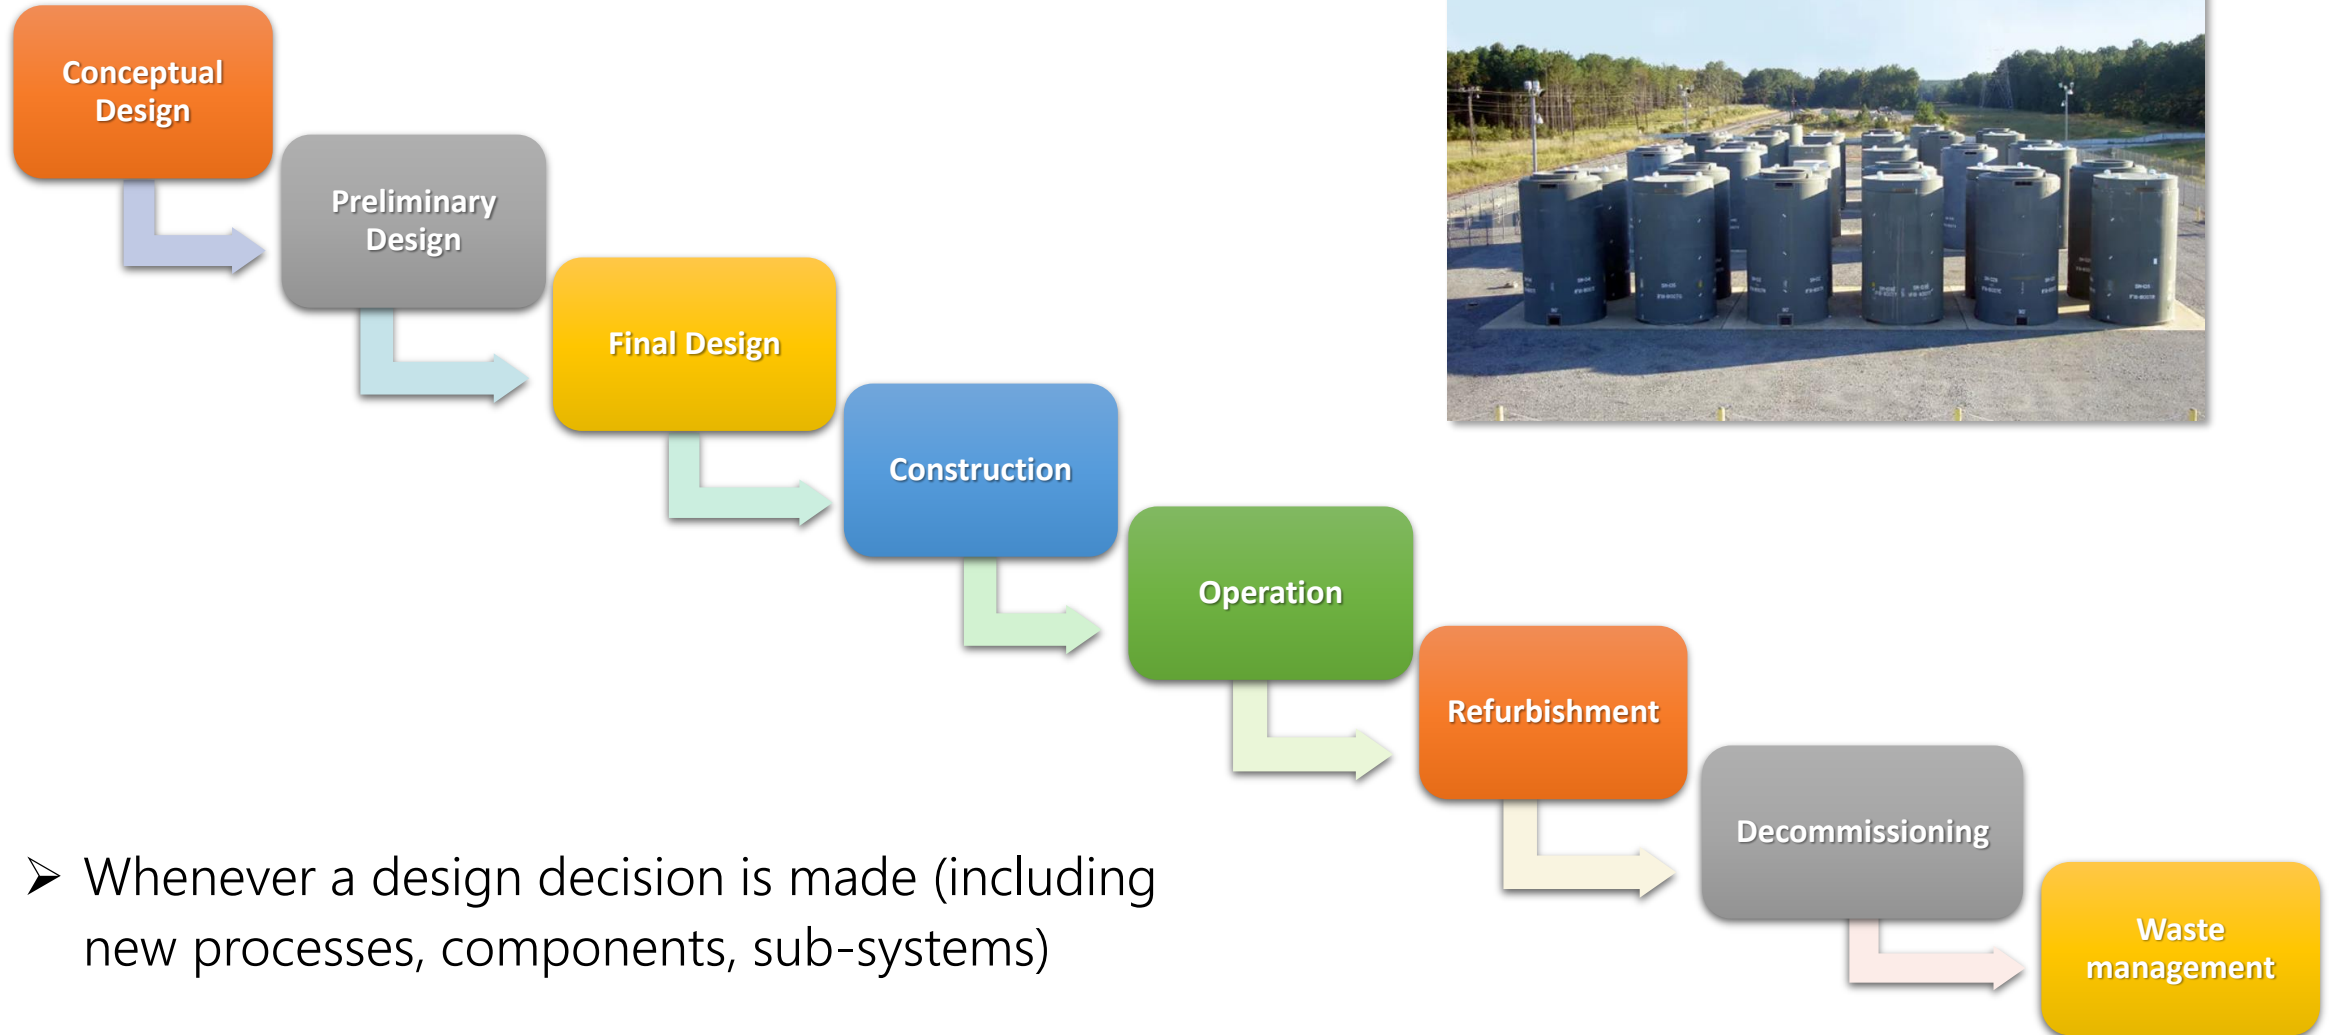 Conceptual
Design
Preliminary
Design
Final Design
Construction
Operation
Refurbishment
Decommissioning
Waste
management
➢ Whenever a design decision is made (including
new processes, components, sub-systems)